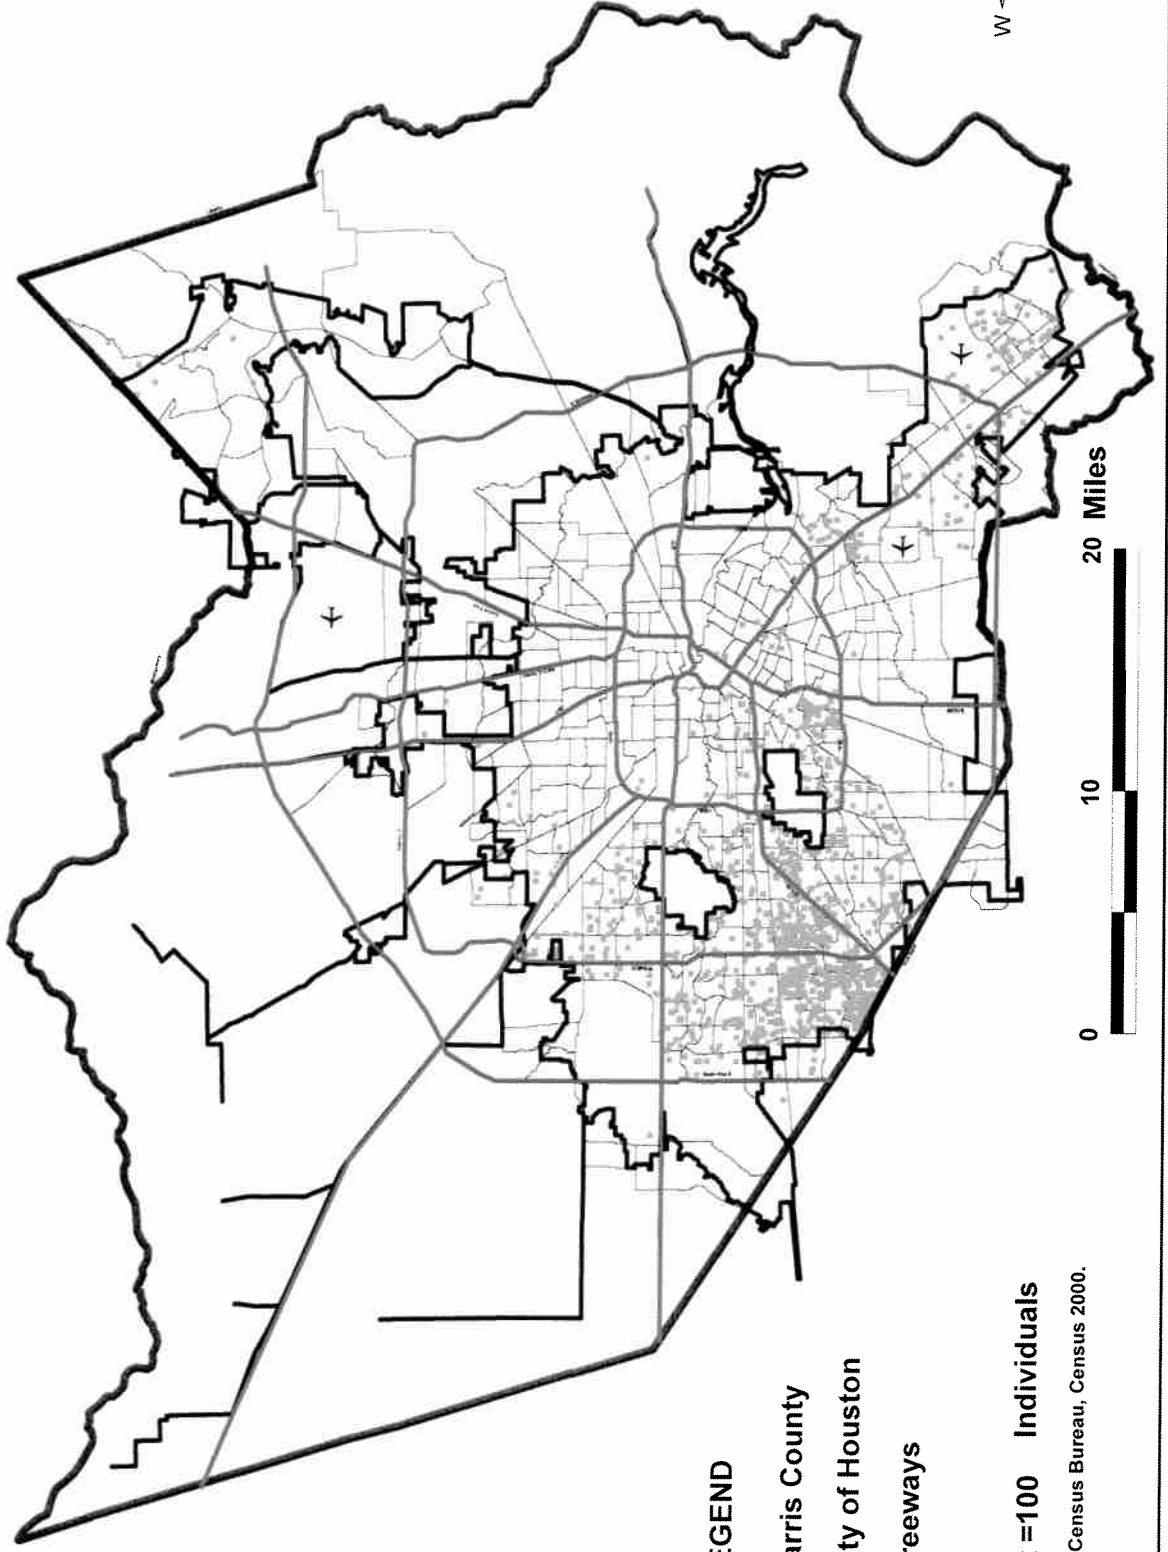 W
EGEND
arris County
ty of Houston
reeways
=100 Individuals
Census Bureau, Census 2000.
0 10 20 Miles